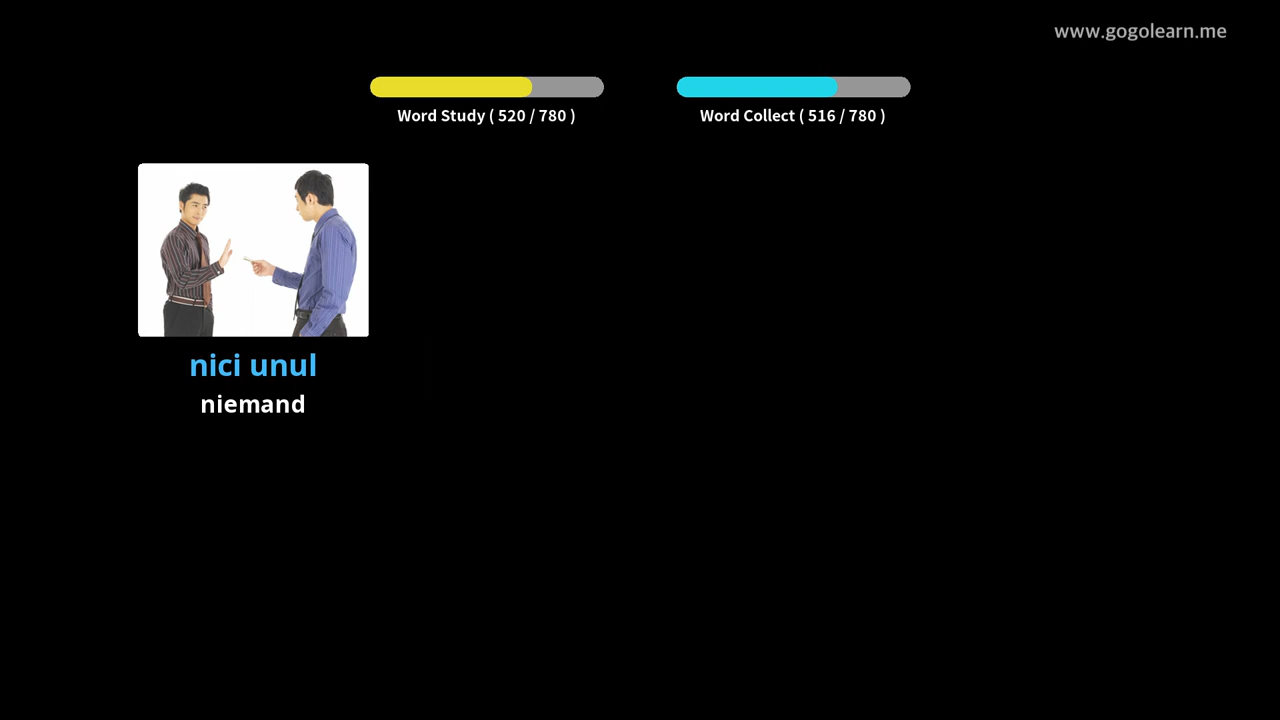 www.gogolearn.me
Word Study ( 520 / 780 )
Word Collect ( 516 / 780 )
nici unul
niemand